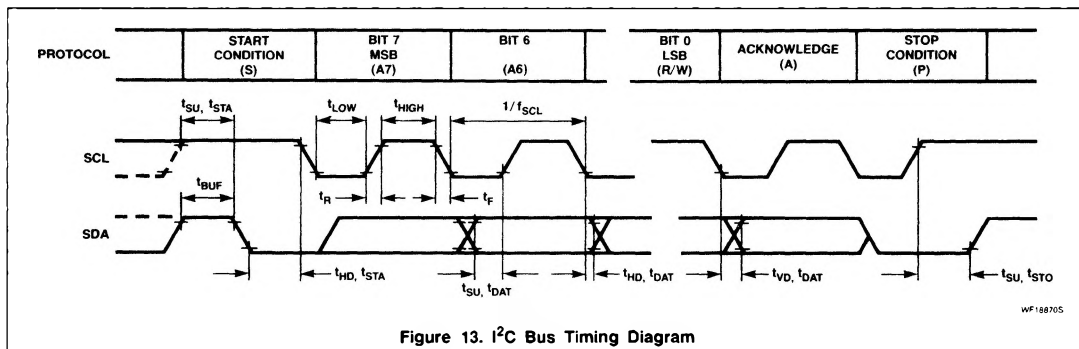 PROTOCOL
START
CONDITION
(S)
BIT 7
MSB
(A7)
BIT 6
(A6)
BIT 0
LSB
(R/W)
ACKNOWLEDGE
(A)
STOP
CONDITION
(P)
tSU, tSTA
tLOW
tHIGH
1/fSCL
SCL
tBUF
tR
tF
SDA
tHD, tSTA
tSU, tDAT
tHD, tDAT
tVD, tDAT
tSU, tSTO
WF18870S
Figure 13. I²C Bus Timing Diagram